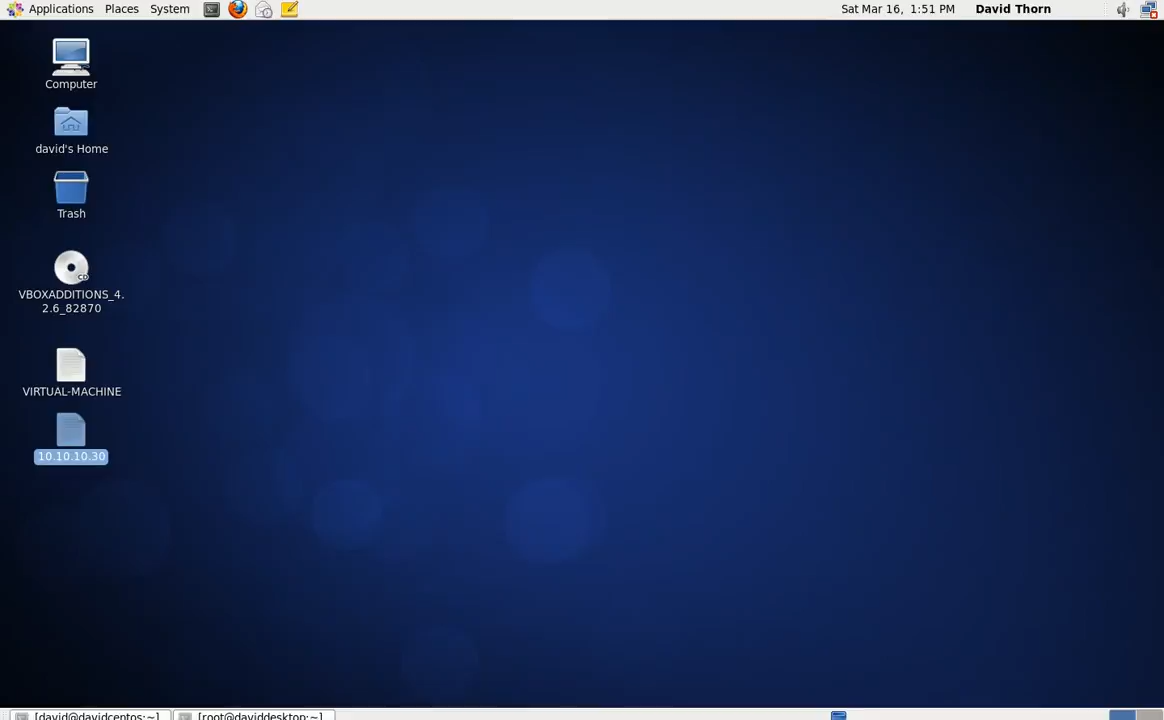 Applications Places System Sat Mar 16, 1:51 PM David Thorn
Computer
david's Home
Trash
CD
VBOXADDITIONS_4.
2.6_82870
VIRTUAL-MACHINE
10.10.10.30
[david@davidcentos:~] [root@daviddesktop:~]